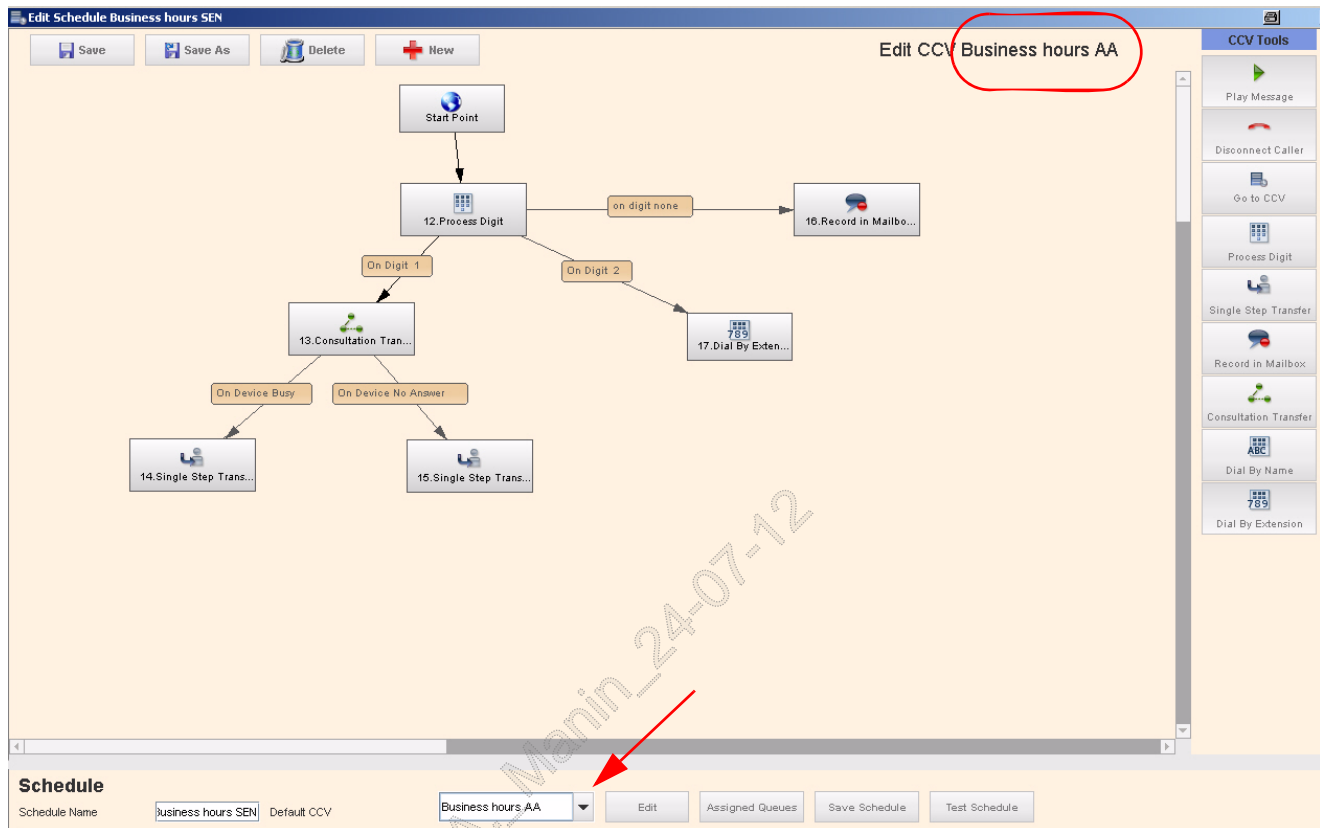 Edit Schedule Business hours SEN
Save
Save As
Delete
New
Edit CCV Business hours AA
CCV Tools
Start Point
Play Message
Disconnect Caller
Go to CCV
12.Process Digit
on digit none
16.Record in Mailbo...
Process Digit
On Digit 1
On Digit 2
Single Step Transfer
13.Consultation Tran...
789
17.Dial By Exten...
Record in Mailbox
On Device Busy
On Device No Answer
Consultation Transfer
14.Single Step Trans...
15.Single Step Trans...
ABC
Dial By Name
789
Dial By Extension
Manin_24-07-12
Schedule
Schedule Name
Business hours SEN
Default CCV
Business hours AA
Edit
Assigned Queues
Save Schedule
Test Schedule